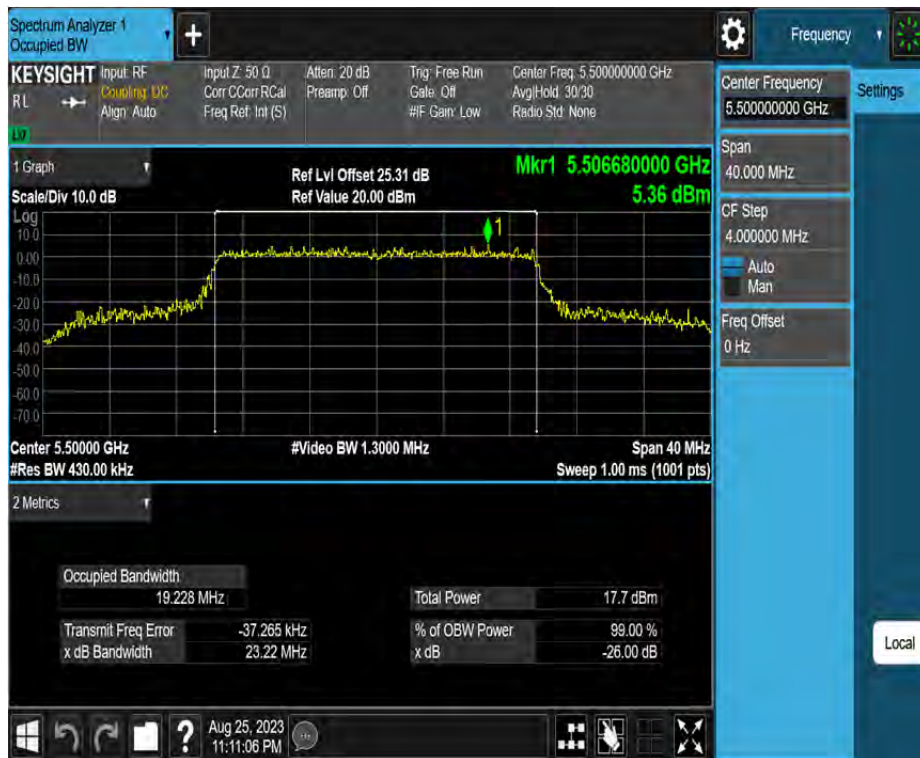 Spectrum Analyzer 1
Occupied BW
+
Frequency
KEYSIGHT
RL
LXI
Input: RF
Coupling: DC
Align: Auto
Input Z: 50 Ω
Corr CCorr RCal
Freq Ref: Int (S)
Atten: 20 dB
Preamp: Off
Trig: Free Run
Gate: Off
#IF Gain: Low
Center Freq: 5.500000000 GHz
Avg|Hold: 30/30
Radio Std: None
Center Frequency
5.500000000 GHz
Settings
Span
40.000 MHz
CF Step
4.000000 MHz
Auto
Man
Freq Offset
0 Hz
Local
1 Graph
Scale/Div 10.0 dB
Ref Lvl Offset 25.31 dB
Ref Value 20.00 dBm
Mkr1 5.506680000 GHz
5.36 dBm
Log
10.0
0.00
-10.0
-20.0
-30.0
-40.0
-50.0
-60.0
-70.0
1
Center 5.50000 GHz
#Video BW 1.3000 MHz
Span 40 MHz
#Res BW 430.00 kHz
Sweep 1.00 ms (1001 pts)
2 Metrics
Occupied Bandwidth
19.228 MHz
Total Power 17.7 dBm
Transmit Freq Error -37.265 kHz
% of OBW Power 99.00 %
x dB Bandwidth 23.22 MHz
x dB -26.00 dB
?
Aug 25, 2023
11:11:06 PM